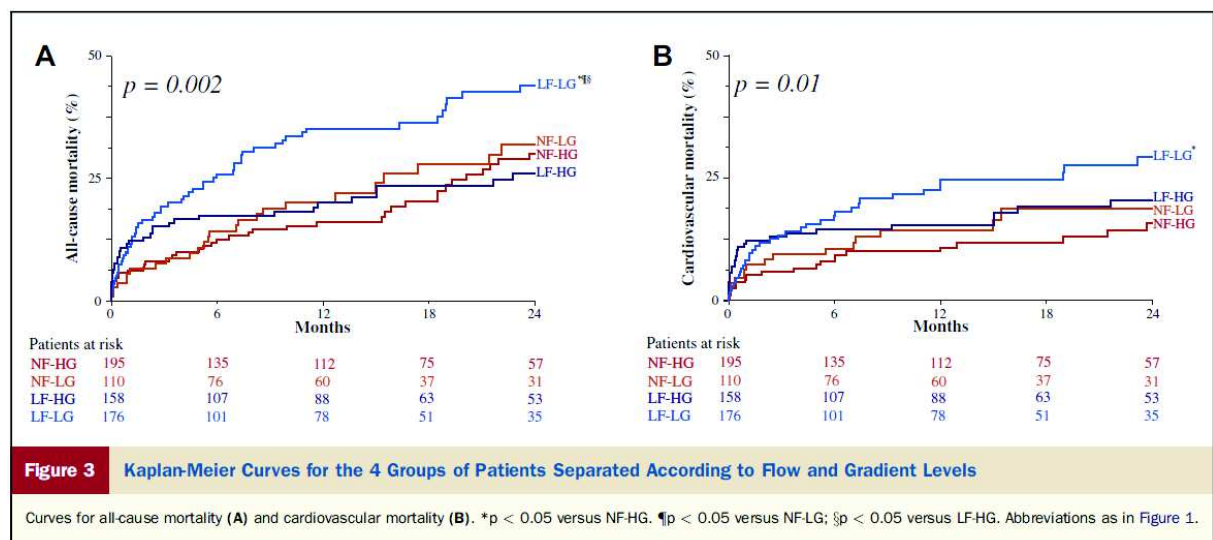 A
B
50
25
0
p = 0.002
All-cause mortality (%)
LF-LG*¶§
NF-LG
NF-HG
LF-HG
0 6 12 18 24
Months
50
25
0
p = 0.01
Cardiovascular mortality (%)
LF-LG*
LF-HG
NF-LG
NF-HG
0 6 12 18 24
Months
Patients at risk
NF-HG 195 135 112 75 57
NF-LG 110 76 60 37 31
LF-HG 158 107 88 63 53
LF-LG 176 101 78 51 35
Patients at risk
NF-HG 195 135 112 75 57
NF-LG 110 76 60 37 31
LF-HG 158 107 88 63 53
LF-LG 176 101 78 51 35
Figure 3 Kaplan-Meier Curves for the 4 Groups of Patients Separated According to Flow and Gradient Levels
Curves for all-cause mortality (A) and cardiovascular mortality (B). *p < 0.05 versus NF-HG. ¶p < 0.05 versus NF-LG; §p < 0.05 versus LF-HG. Abbreviations as in Figure 1.